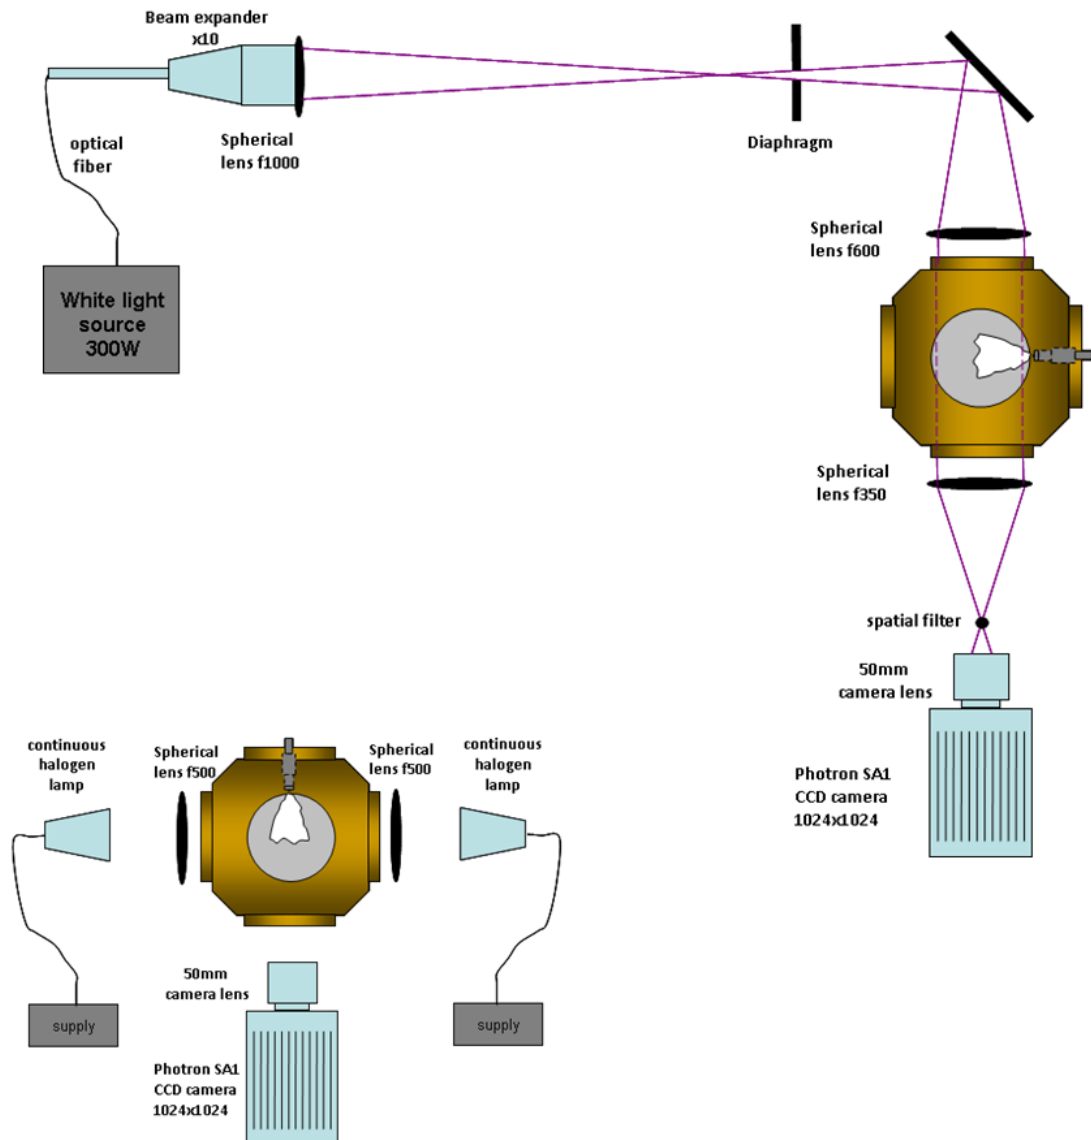 Beam expander
x10
optical
fiber
Spherical
lens f1000
Diaphragm
White light
source
300W
Spherical
lens f600
Spherical
lens f350
spatial filter
50mm
camera lens
Photron SA1
CCD camera
1024x1024
continuous
halogen
lamp
Spherical
lens f500
Spherical
lens f500
continuous
halogen
lamp
50mm
camera lens
supply
supply
Photron SA1
CCD camera
1024x1024